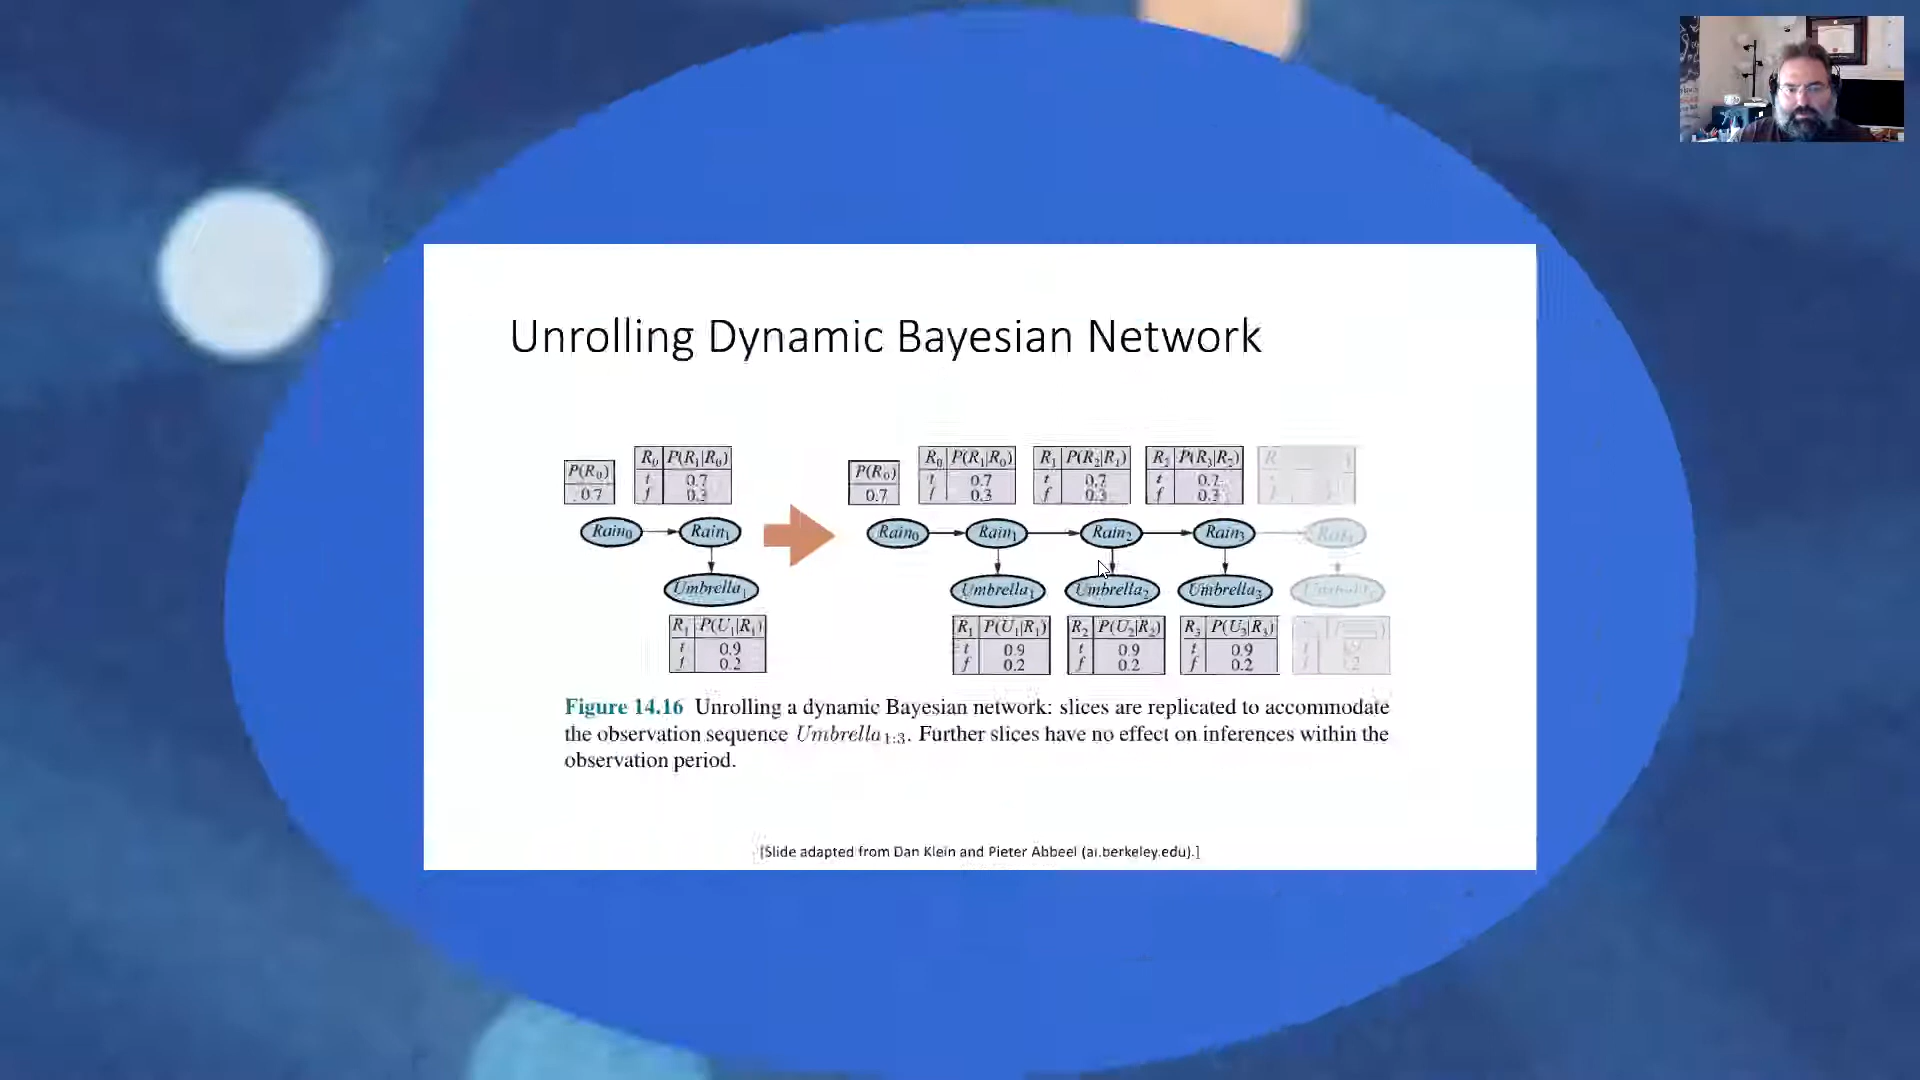 Unrolling Dynamic Bayesian Network
P(R₀)
0.7
R₀ P(R₁|R₀)
t 0.7
f 0.3
Rain₀
Rain₁
Umbrella₁
R₁ P(U₁|R₁)
t 0.9
f 0.2
P(R₀)
0.7
R₀ P(R₁|R₀)
t 0.7
f 0.3
R₁ P(R₂|R₁)
t 0.7
f 0.3
R₂ P(R₃|R₂)
t 0.7
f 0.3
Rain₀
Rain₁
Rain₂
Rain₃
Umbrella₁
Umbrella₂
Umbrella₃
R₁ P(U₁|R₁)
t 0.9
f 0.2
R₂ P(U₂|R₂)
t 0.9
f 0.2
R₃ P(U₃|R₃)
t 0.9
f 0.2
Figure 14.16 Unrolling a dynamic Bayesian network: slices are replicated to accommodate
the observation sequence Umbrella₁:₃. Further slices have no effect on inferences within the
observation period.
[Slide adapted from Dan Klein and Pieter Abbeel (ai.berkeley.edu).]